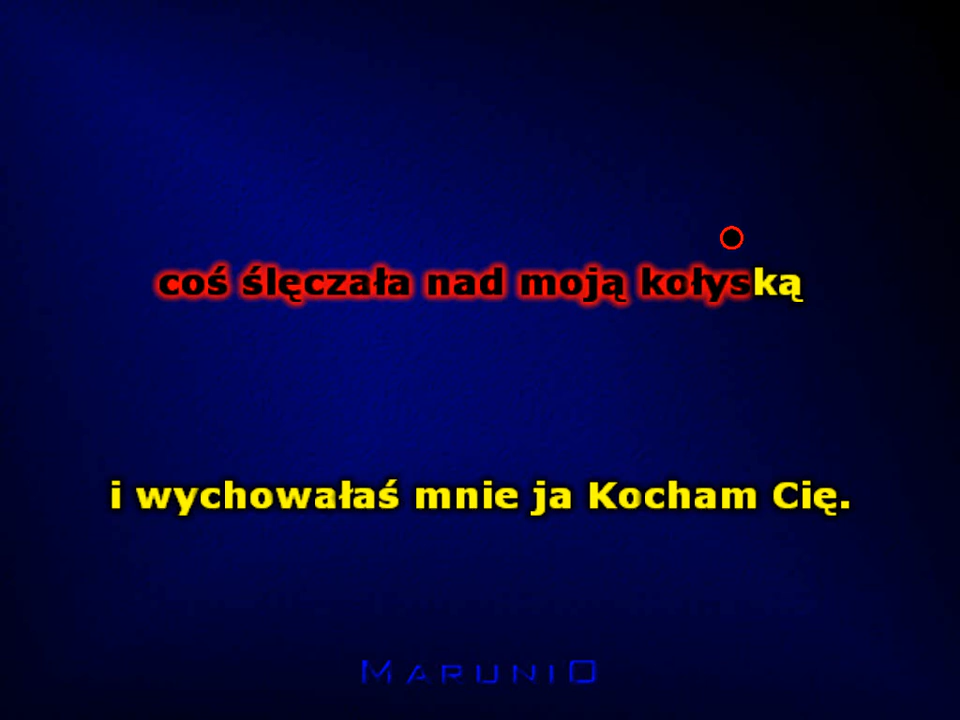 coś ślęczała nad moją kołyską
i wychowałaś mnie ja Kocham Cię.
MARUNIO